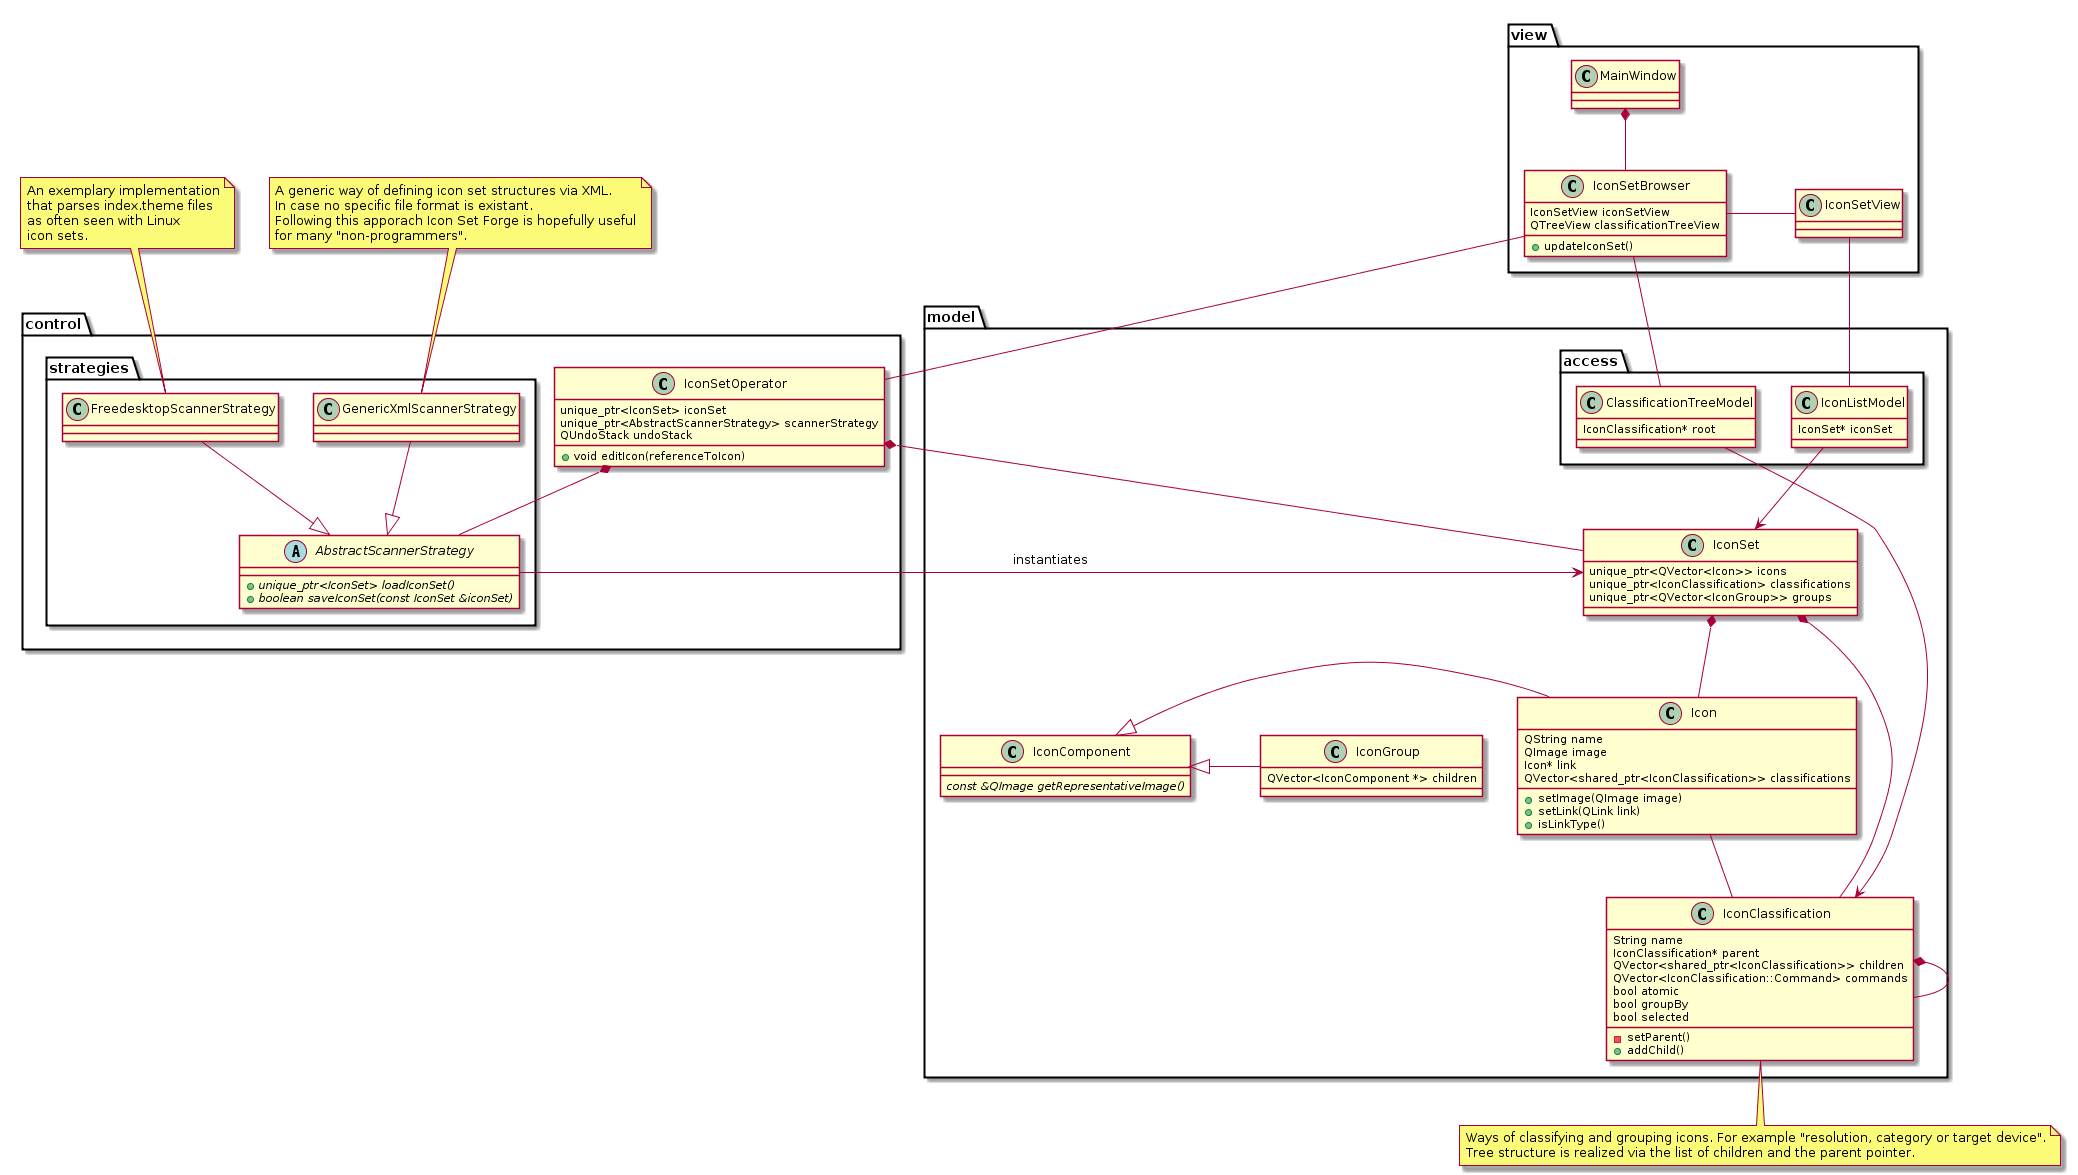 view
C MainWindow
C IconSetBrowser
IconSetView iconSetView
QTreeView classificationTreeView
updateIconSet()
C IconSetView
An exemplary implementation
that parses index.theme files
as often seen with Linux
icon sets.
A generic way of defining icon set structures via XML.
In case no specific file format is existant.
Following this apporach Icon Set Forge is hopefully useful
for many "non-programmers".
control
strategies
C FreedesktopScannerStrategy
C GenericXmlScannerStrategy
C IconSetOperator
unique_ptr<IconSet> iconSet
unique_ptr<AbstractScannerStrategy> scannerStrategy
QUndoStack undoStack
void editIcon(referenceToIcon)
A AbstractScannerStrategy
unique_ptr<IconSet> loadIconSet()
boolean saveIconSet(const IconSet &iconSet)
instantiates
model
access
C ClassificationTreeModel
IconClassification* root
C IconListModel
IconSet* iconSet
C IconSet
unique_ptr<QVector<Icon>> icons
unique_ptr<IconClassification> classifications
unique_ptr<QVector<IconGroup>> groups
C IconComponent
const &QImage getRepresentativeImage()
C IconGroup
QVector<IconComponent *> children
C Icon
QString name
QImage image
Icon* link
QVector<shared_ptr<IconClassification>> classifications
setImage(QImage image)
setLink(QLink link)
isLinkType()
C IconClassification
String name
IconClassification* parent
QVector<shared_ptr<IconClassification>> children
QVector<IconClassification::Command> commands
bool atomic
bool groupBy
bool selected
setParent()
addChild()
Ways of classifying and grouping icons. For example "resolution, category or target device".
Tree structure is realized via the list of children and the parent pointer.